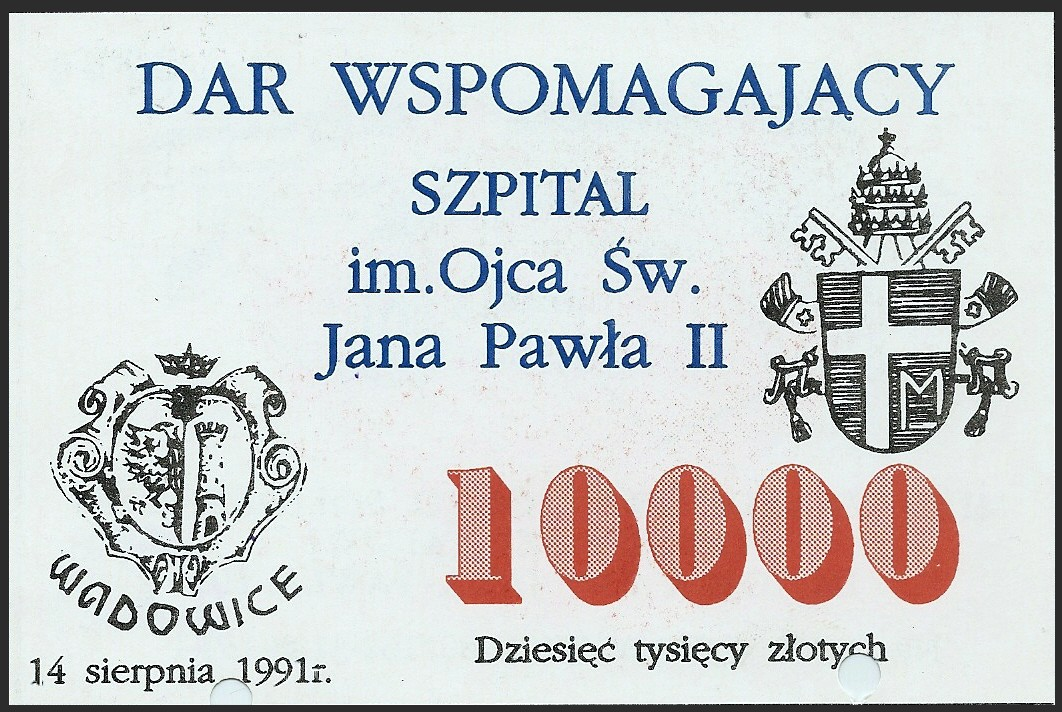 DAR WSPOMAGAJĄCY
SZPITAL
im.Ojca Św.
Jana Pawła II
M
10000
WADOWICE
Dziesięć tysięcy złotych
14 sierpnia 1991r.